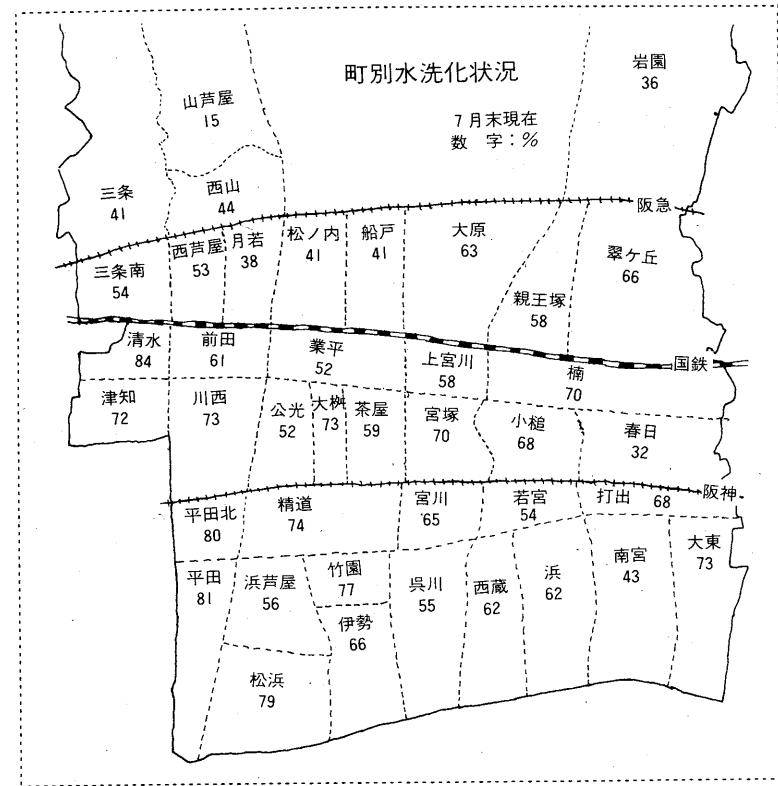 町別水洗化状況
7月末現在
数 字：%
岩園
36
山芦屋
15
三条
41
西山
44
阪急
三条南
54
西芦屋
53
月若
38
松ノ内
41
船戸
41
大原
63
親王塚
58
翠ケ丘
66
国鉄
清水
84
前田
61
業平
52
上宮川
58
楠
70
津知
72
川西
73
公光
52
大桝
73
茶屋
59
宮塚
70
小槌
68
春日
32
阪神
平田北
80
精道
74
宮川
65
若宮
54
打出 68
平田
81
浜芦屋
56
竹園
77
伊勢
66
呉川
55
西蔵
62
浜
62
南宮
43
大東
73
松浜
79